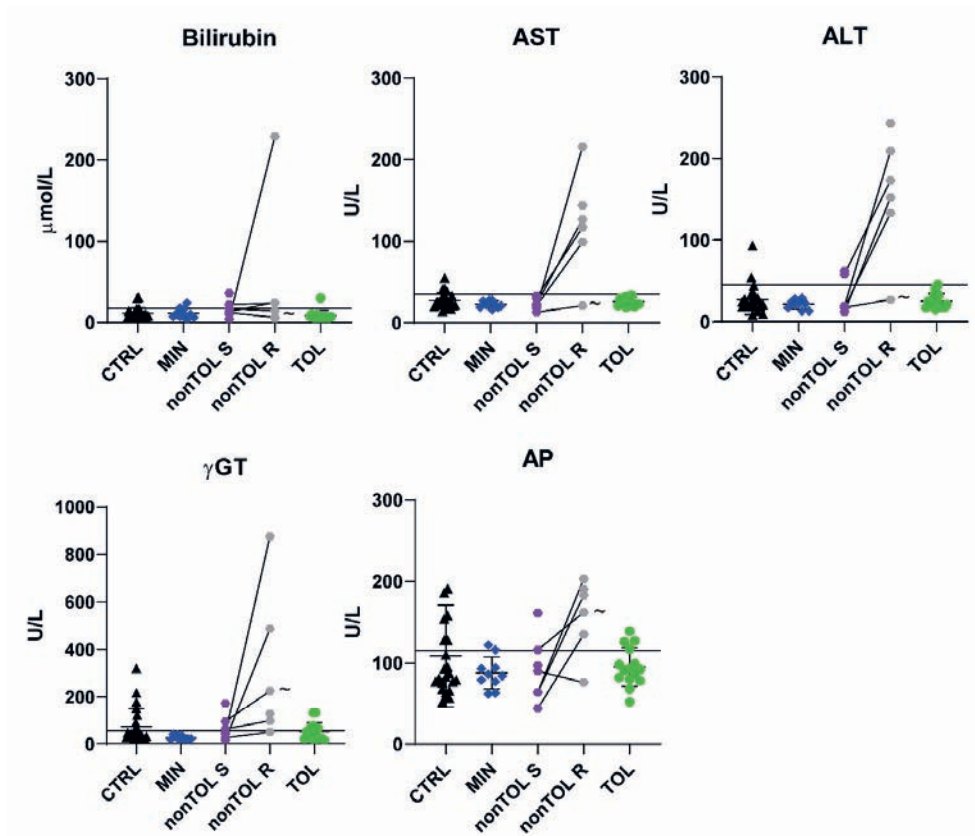 Bilirubin
300
200
100
0
μmol/L
CTRL
MIN
nonTOL S
nonTOL R
TOL
~
AST
300
200
100
0
U/L
CTRL
MIN
nonTOL S
nonTOL R
TOL
~
ALT
300
200
100
0
U/L
CTRL
MIN
nonTOL S
nonTOL R
TOL
~
γGT
1000
800
600
400
200
0
U/L
CTRL
MIN
nonTOL S
nonTOL R
TOL
~
AP
300
200
100
0
U/L
CTRL
MIN
nonTOL S
nonTOL R
TOL
~